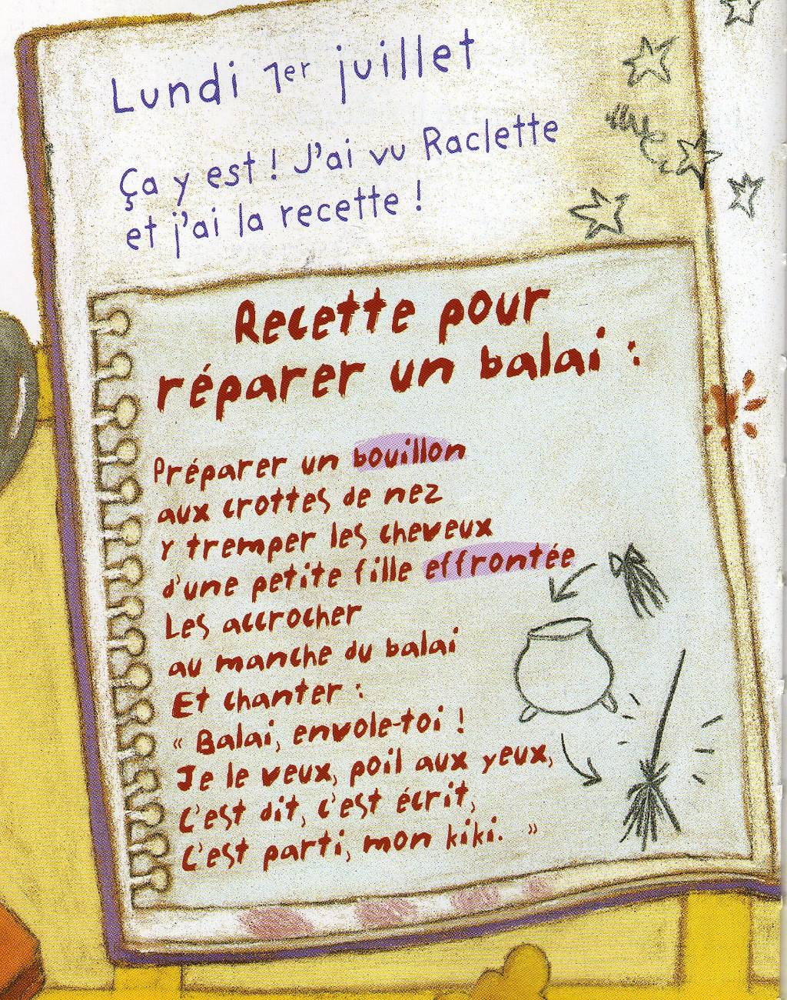 Lundi 1er juillet
Ça y est ! J'ai vu Raclette
et j'ai la recette !
Recette pour
réparer un balai :
Préparer un bouillon
aux crottes de nez
Y tremper les cheveux
d'une petite fille effrontée
Les accrocher
au manche du balai
Et chanter :
« Balai, envole-toi !
Je le veux, poil aux yeux,
C'est dit, c'est écrit,
C'est parti, mon kiki. »